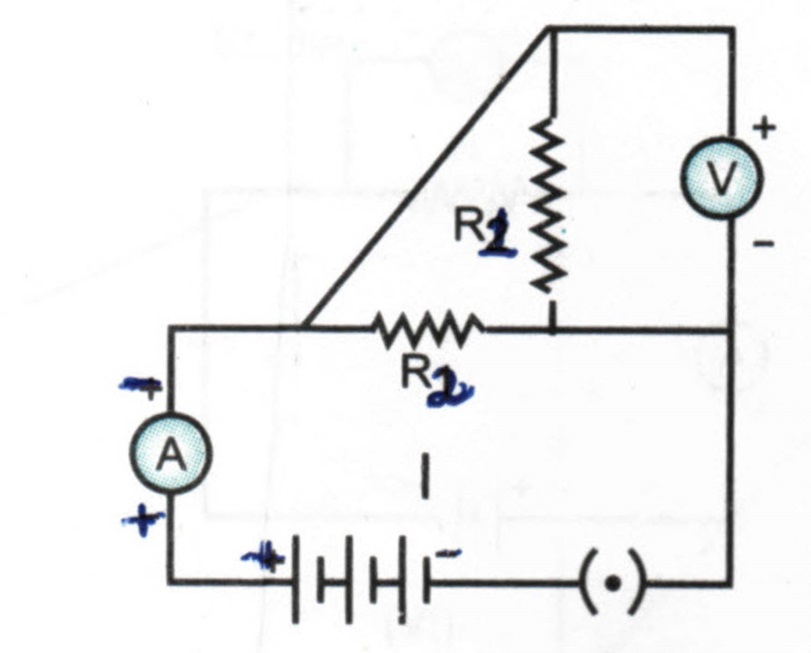 +
V
R1
−
R2
− +
A
+
+ −